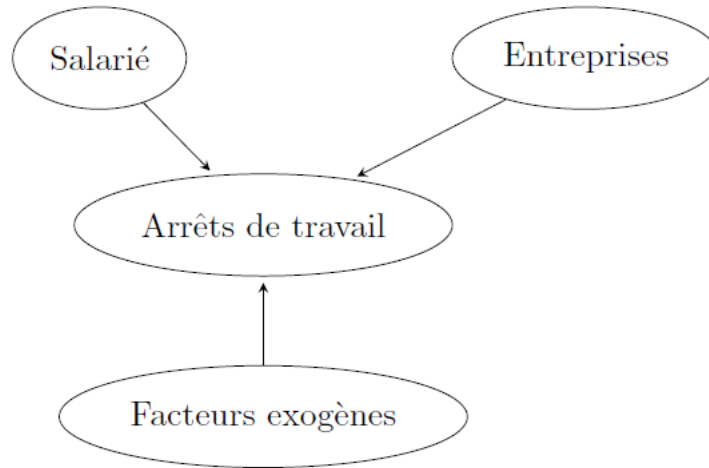 Salarié
Entreprises
Arrêts de travail
Facteurs exogènes